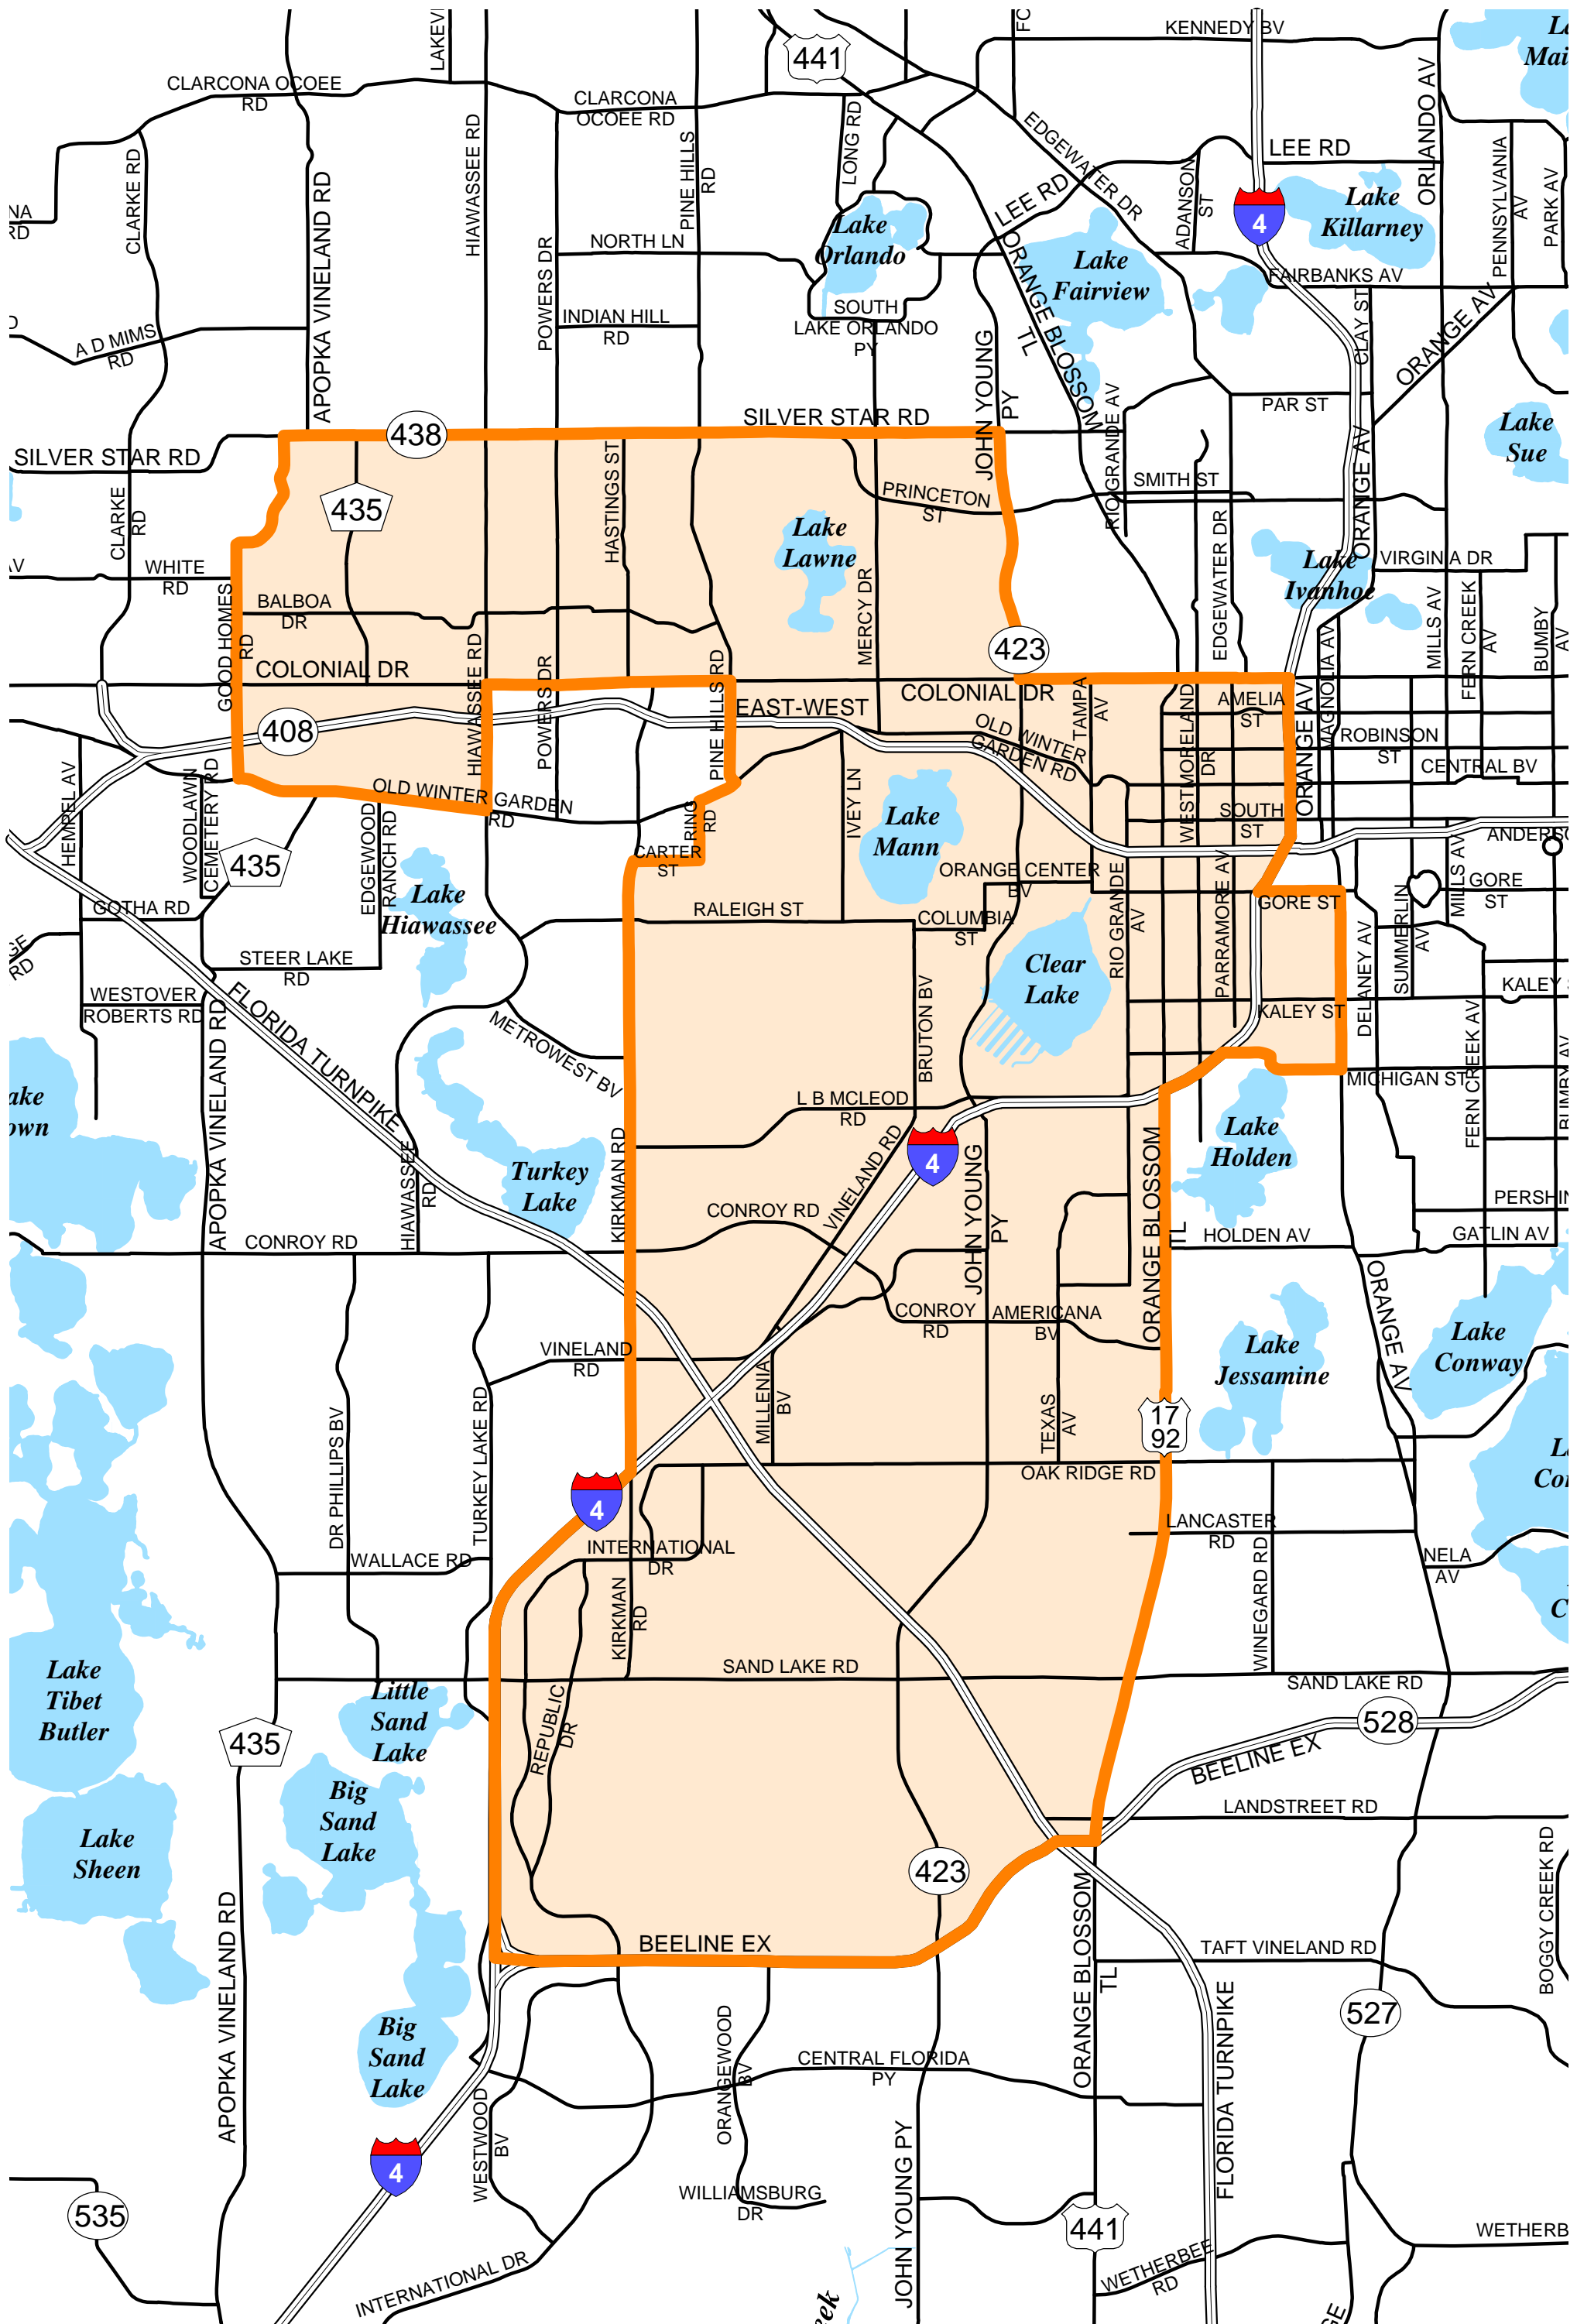 LAKEVI
441
FC
KENNEDY BV
La
Mai
CLARCONA OCOEE
RD
CLARCONA
OCOEE RD
HIAWASSEE RD
PINE HILLS
RD
LONG RD
EDGEWATER DR
LEE RD
ORLANDO AV
CLARKE RD
APOPKA VINELAND RD
LEE RD
ADANSON
ST
4
Lake
Killarney
PENNSYLVANIA
AV
PARK AV
NA
RD
POWERS DR
NORTH LN
Lake
Orlando
ORANGE BLOSSOM
TL
Lake
Fairview
FAIRBANKS AV
A D MIMS
RD
INDIAN HILL
RD
SOUTH
LAKE ORLANDO
PY
JOHN YOUNG
PY
CLAY ST
ORANGE AV
RIO GRANDE AV
PAR ST
SILVER STAR RD
438
SILVER STAR RD
Lake
Sue
435
HASTINGS ST
PRINCETON
ST
SMITH ST
ORANGE AV
CLARKE
RD
Lake
Lawne
EDGEWATER DR
Lake
Ivanhoe
VIRGINIA DR
AV
WHITE
RD
BALBOA
DR
GOOD HOMES
RD
MERCY DR
423
MILLS AV
FERN CREEK
AV
BUMBY
AV
COLONIAL DR
HIAWASSEE RD
POWERS DR
PINE HILLS RD
EAST-WEST
COLONIAL DR
TAMPA
AV
WESTMORELAND
DR
AMELIA
ST
ORANGE AV
MAGNOLIA AV
408
OLD WINTER
GARDEN RD
ROBINSON
ST
CENTRAL BV
HEMPEL AV
WOODLAWN
CEMETERY RD
OLD WINTER GARDEN
RD
RING
RD
IVEY LN
Lake
Mann
SOUTH
ST
435
EDGEWOOD
RANCH RD
CARTER
ST
ORANGE CENTER
BV
PARRAMORE AV
MILLS AV
GORE
ST
GOTHA RD
Lake
Hiawassee
RALEIGH ST
COLUMBIA
ST
RIO GRANDE
AV
GORE ST
SUMMERLIN
AV
RD
STEER LAKE
RD
Clear
Lake
DELANEY AV
WESTOVER
ROBERTS RD
FLORIDA TURNPIKE
METROWEST BV
BRUTON BV
KALEY ST
KALEY
APOPKA VINELAND RD
L B MCLEOD
RD
MICHIGAN ST
FERN CREEK AV
BUMBY AV
ake
own
HIAWASSEE
RD
Turkey
Lake
KIRKMAN RD
VINELAND RD
4
JOHN YOUNG
PY
ORANGE BLOSSOM
TL
Lake
Holden
CONROY RD
CONROY RD
HOLDEN AV
PERSHIN
GATLIN AV
VINELAND
RD
CONROY
RD
AMERICANA
BV
Lake
Jessamine
ORANGE AV
Lake
Conway
DR PHILLIPS BV
TURKEY LAKE RD
MILLENIA
BV
TEXAS
AV
17
92
OAK RIDGE RD
4
WALLACE RD
INTERNATIONAL
DR
KIRKMAN
RD
LANCASTER
RD
WINEGARD RD
NELA
AV
C
Lake
Tibet
Butler
SAND LAKE RD
SAND LAKE RD
Little
Sand
Lake
435
REPUBLIC
DR
528
BEELINE EX
Big
Sand
Lake
LANDSTREET RD
Lake
Sheen
423
BOGGY CREEK RD
APOPKA VINELAND RD
BEELINE EX
ORANGE BLOSSOM
TL
TAFT VINELAND RD
527
Big
Sand
Lake
ORANGEWOOD
BV
CENTRAL FLORIDA
PY
FLORIDA TURNPIKE
4
WESTWOOD
BV
JOHN YOUNG PY
WILLIAMSBURG
DR
535
441
WETHERB
WETHERBEE
RD
INTERNATIONAL DR
eek
GE